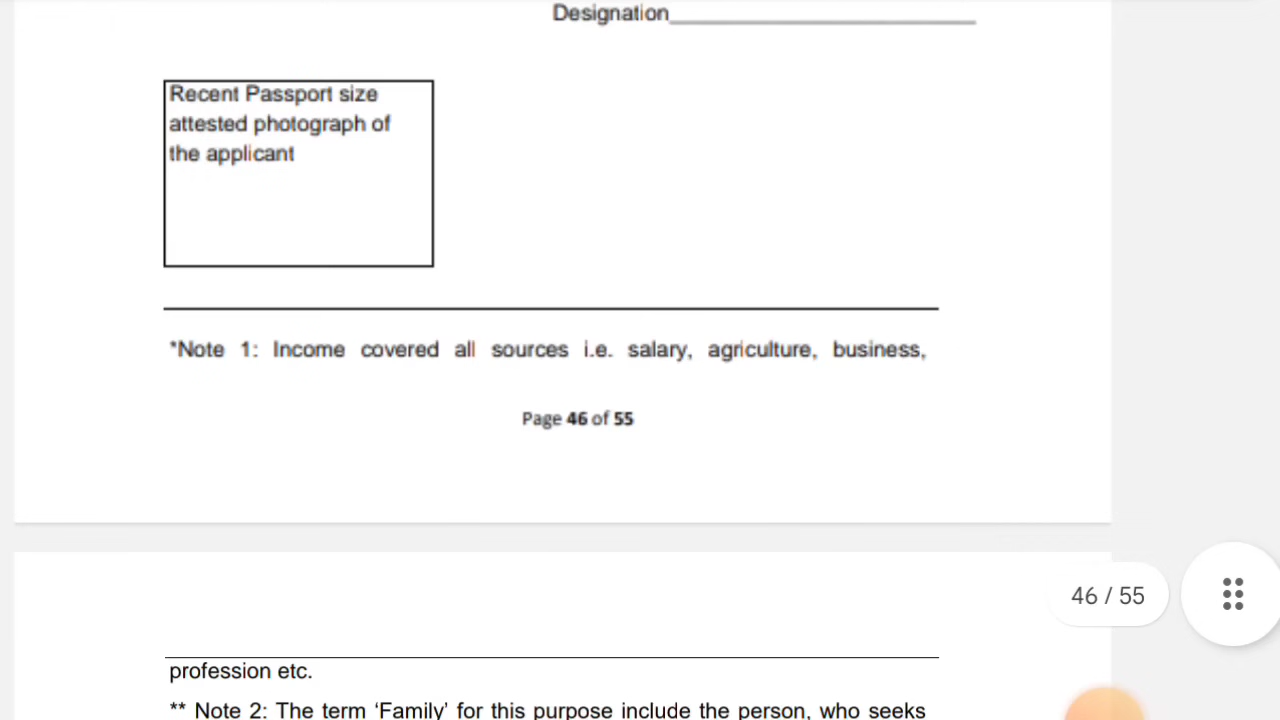 Designation
Recent Passport size
attested photograph of
the applicant
*Note 1: Income covered all sources i.e. salary, agriculture, business,
Page 46 of 55
46 / 55
profession etc.
** Note 2: The term ‘Family’ for this purpose include the person, who seeks